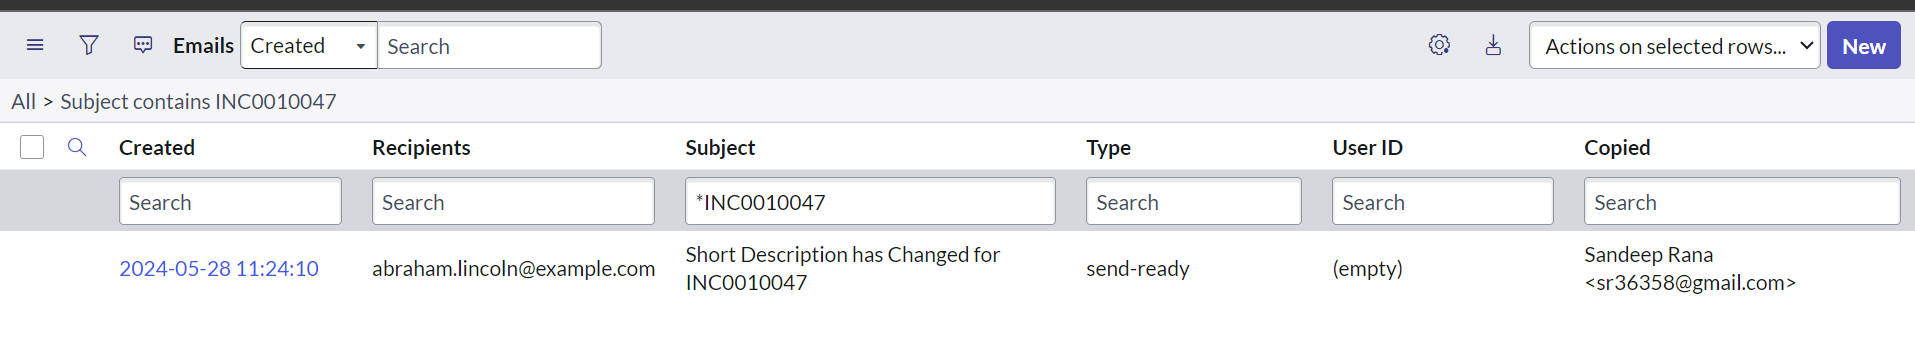 Emails Created Search Actions on selected rows... New
All > Subject contains INC0010047
Created Recipients Subject Type User ID Copied
Search Search *INC0010047 Search Search Search
2024-05-28 11:24:10 abraham.lincoln@example.com Short Description has Changed for INC0010047 send-ready (empty) Sandeep Rana <sr36358@gmail.com>